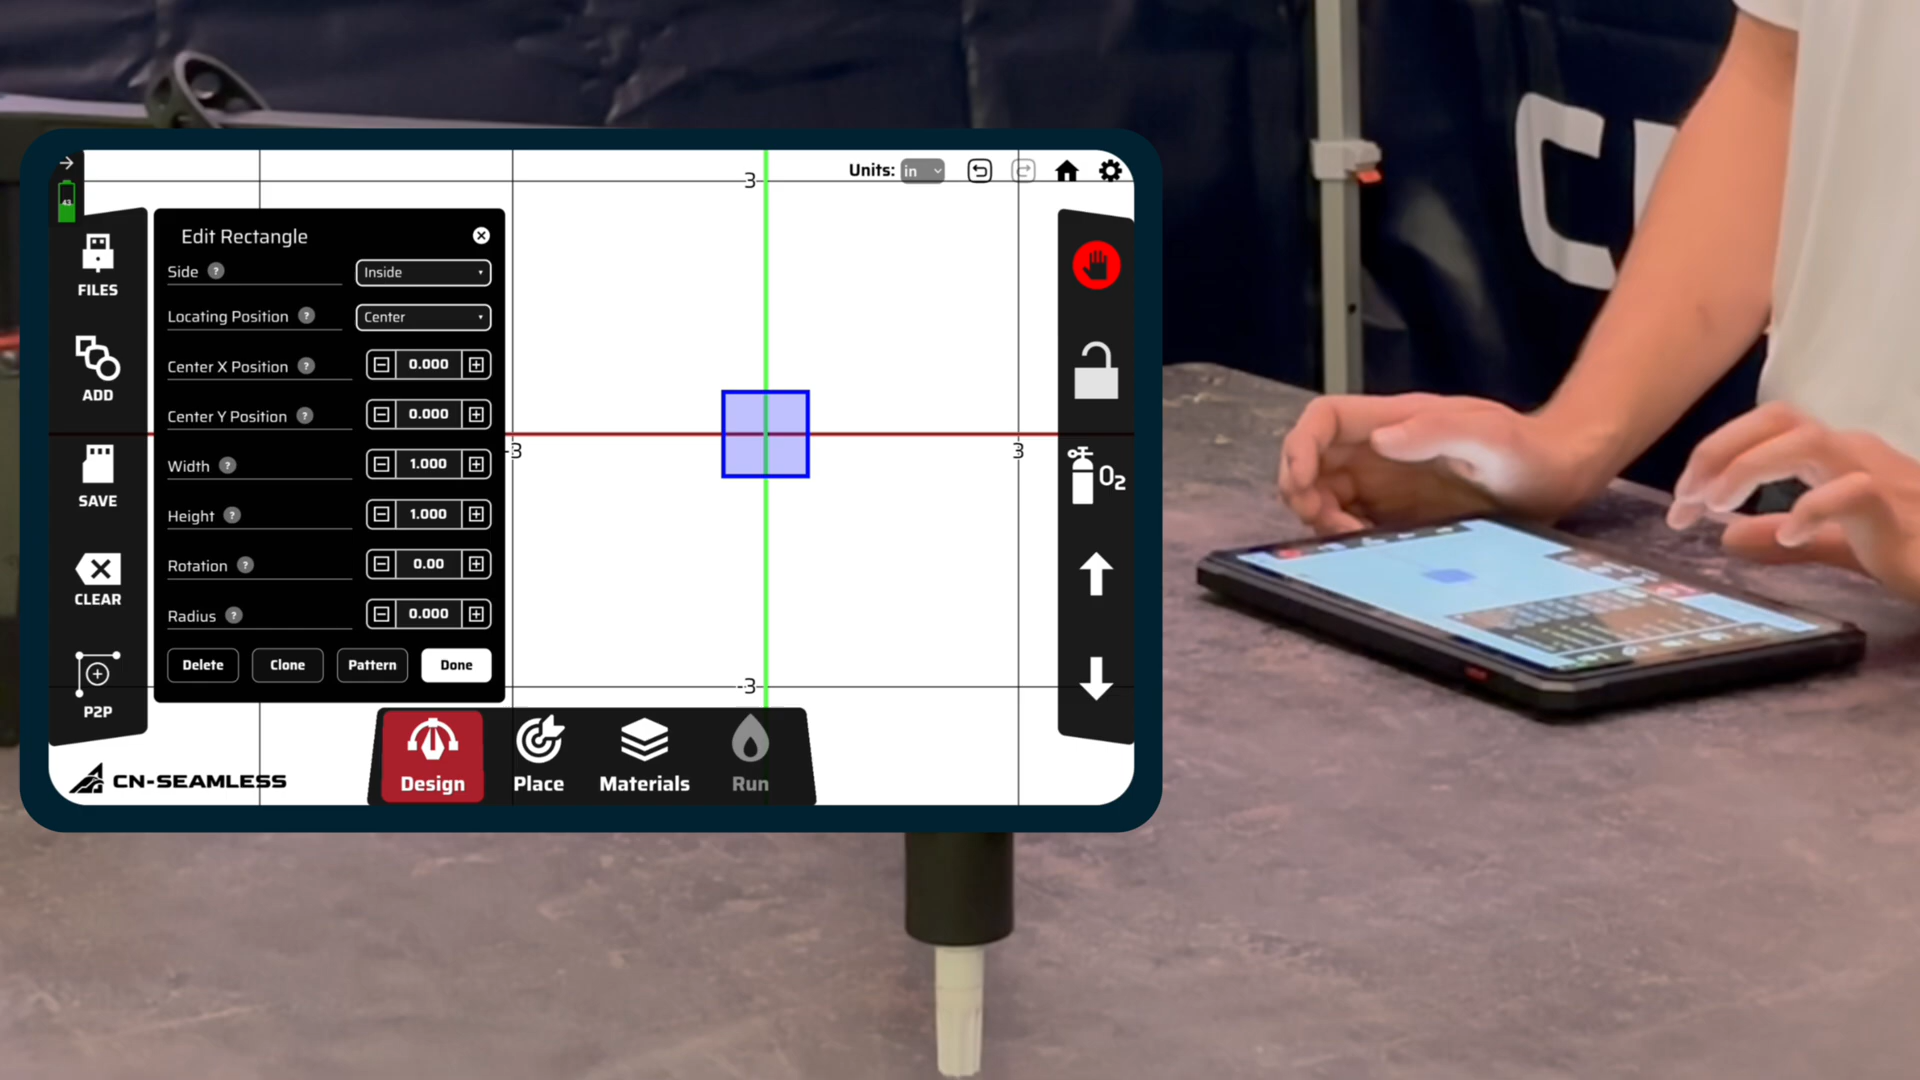 Units: in
3
43
Edit Rectangle
Side ? Inside
Locating Position ? Center
Center X Position ? 0.000
Center Y Position ? 0.000
Width ? 1.000
Height ? 1.000
Rotation ? 0.00
Radius ? 0.000
Delete Clone Pattern Done
FILES
ADD
SAVE
CLEAR
P2P
-3
3
-3
O2
Design Place Materials Run
CN-SEAMLESS